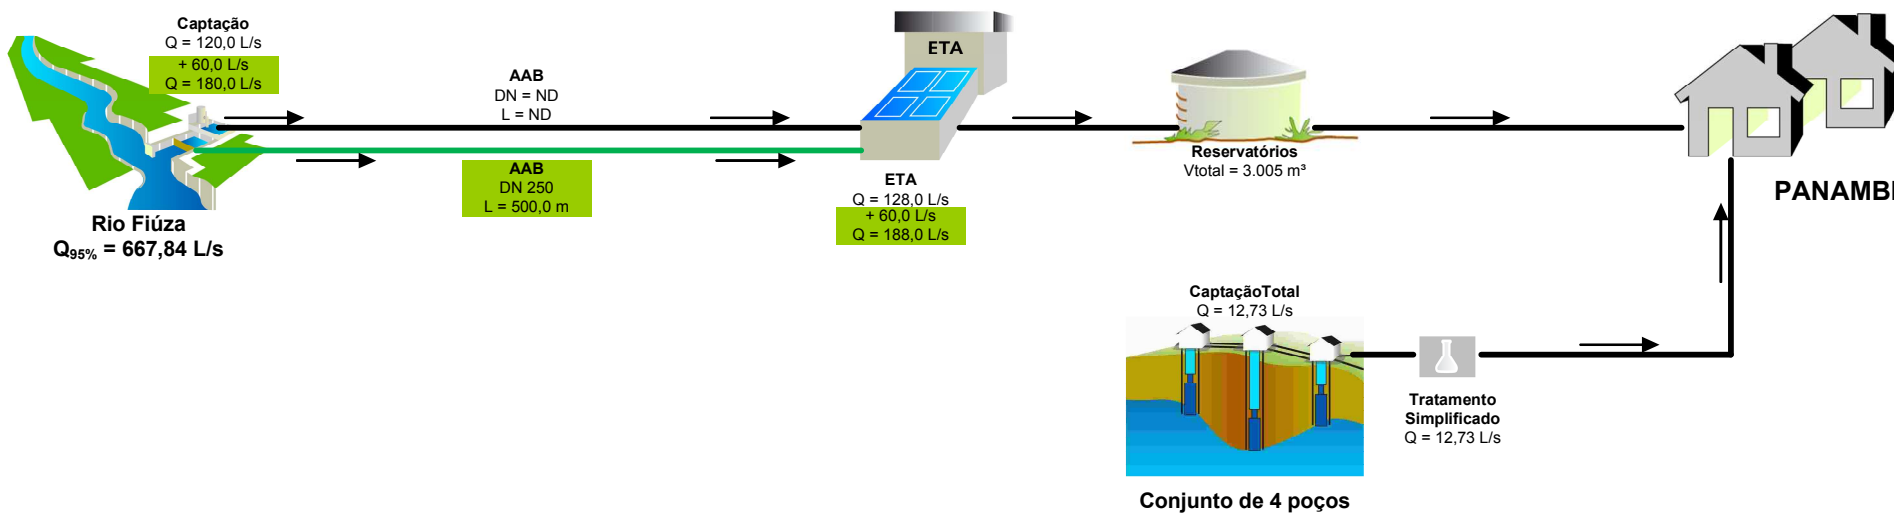 Captação
Q = 120,0 L/s
+ 60,0 L/s
Q = 180,0 L/s
AAB
DN = ND
L = ND
AAB
DN 250
L = 500,0 m
Rio Fiúza
Q95% = 667,84 L/s
ETA
ETA
Q = 128,0 L/s
+ 60,0 L/s
Q = 188,0 L/s
Reservatórios
Vtotal = 3.005 m³
PANAMBI
CaptaçãoTotal
Q = 12,73 L/s
Tratamento
Simplificado
Q = 12,73 L/s
Conjunto de 4 poços